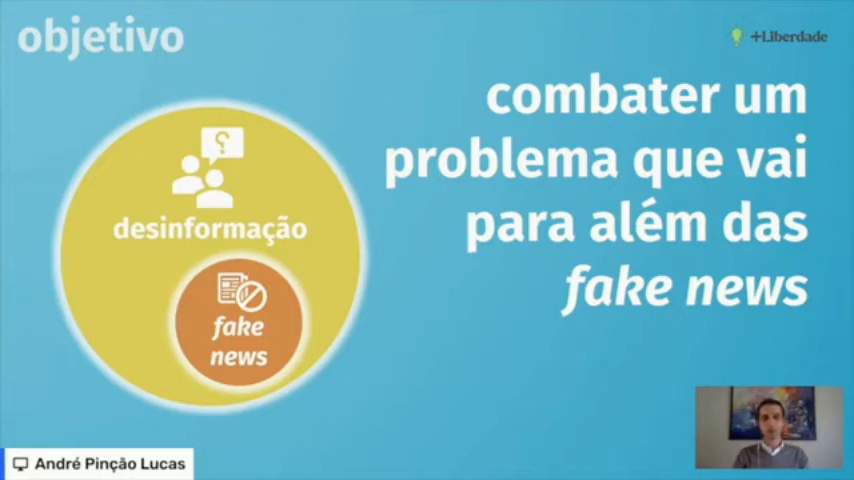 objetivo
+Liberdade
combater um
problema que vai
para além das
fake news
?
desinformação
fake
news
André Pinção Lucas